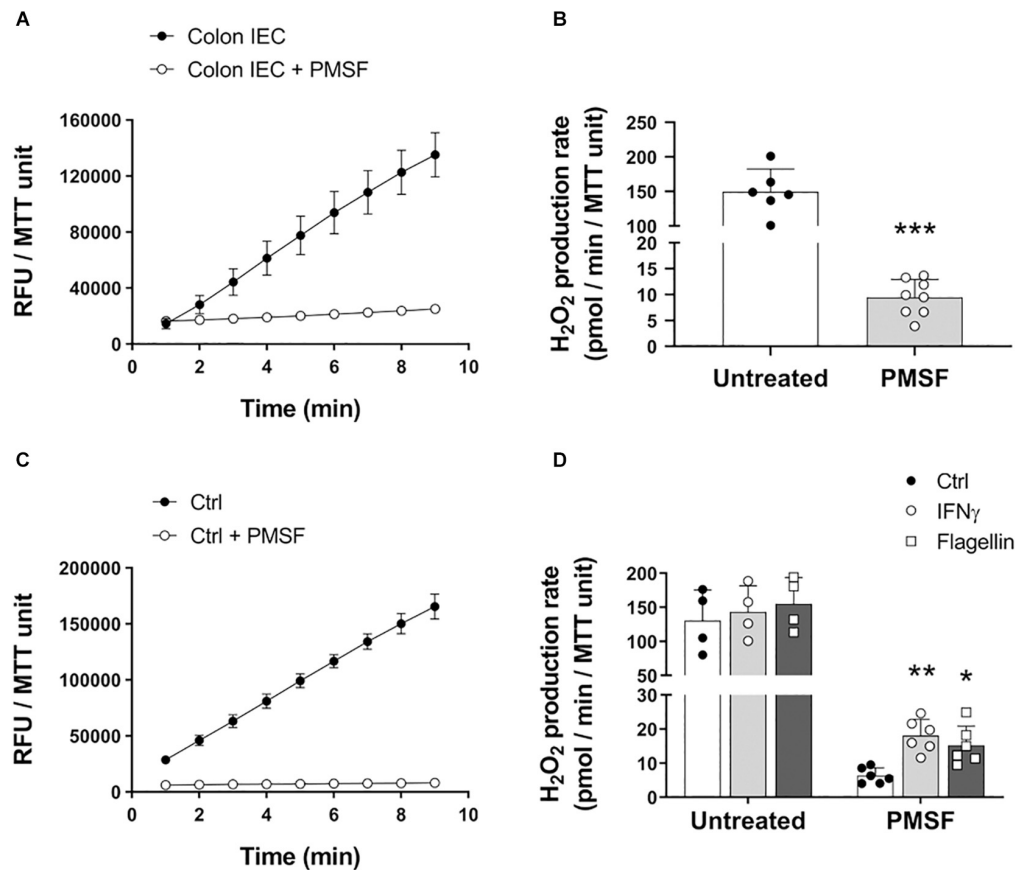 A
Colon IEC
Colon IEC + PMSF
RFU / MTT unit
160000
120000
80000
40000
0
0 2 4 6 8 10
Time (min)
B
H₂O₂ production rate
(pmol / min / MTT unit)
250
200
150
100
20
15
10
5
0
***
Untreated PMSF
C
Ctrl
Ctrl + PMSF
RFU / MTT unit
200000
150000
100000
50000
0
0 2 4 6 8 10
Time (min)
D
Ctrl
IFNγ
Flagellin
H₂O₂ production rate
(pmol / min / MTT unit)
200
150
100
50
30
20
10
0
** *
Untreated PMSF